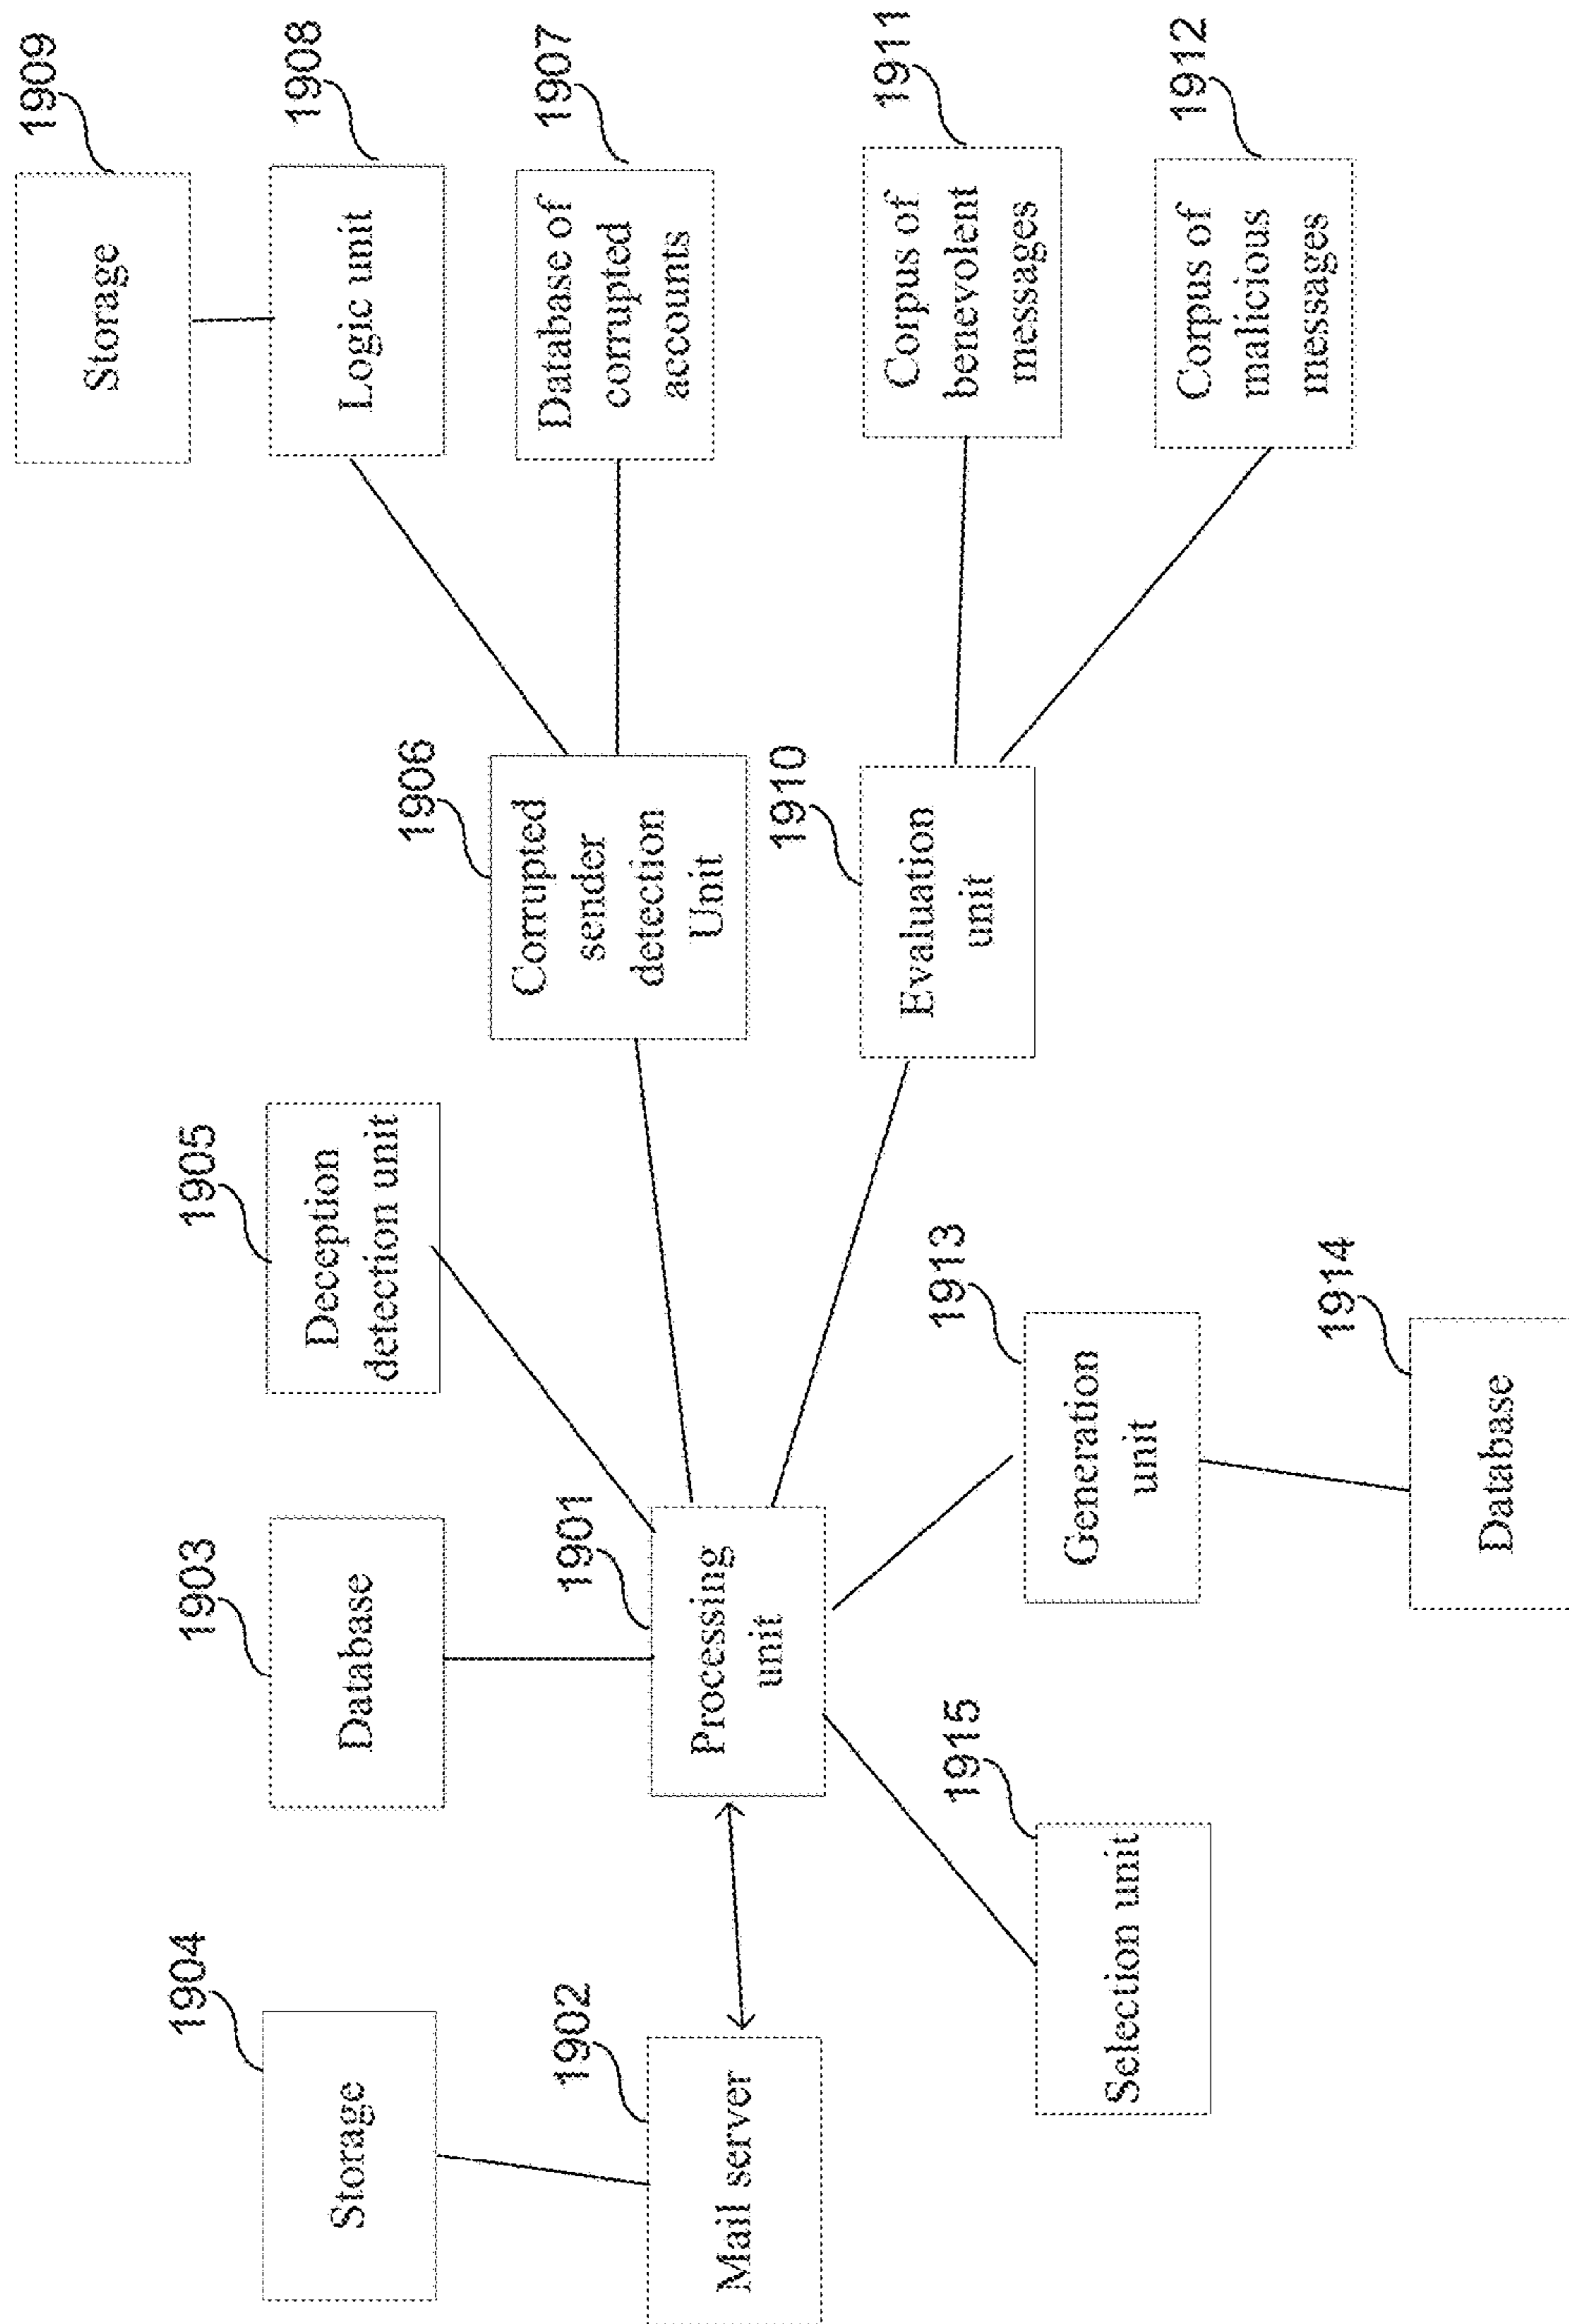 1904
Storage
1902
Mail server
1903
Database
1901
Processing
unit
1915
Selection unit
1905
Deception
detection unit
1913
Generation
unit
1914
Database
1906
Corrupted
sender
detection
Unit
1910
Evaluation
unit
1909
Storage
1908
Logic unit
1907
Database of
corrupted
accounts
1911
Corpus of
benevolent
messages
1912
Corpus of
malicious
messages